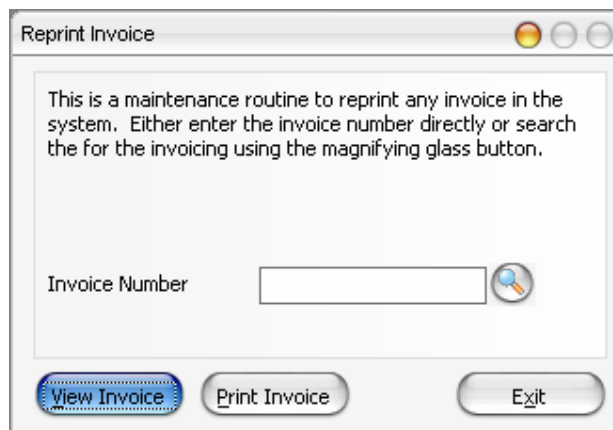 Reprint Invoice
This is a maintenance routine to reprint any invoice in the
system.  Either enter the invoice number directly or search
the for the invoicing using the magnifying glass button.
Invoice Number
View Invoice
Print Invoice
Exit